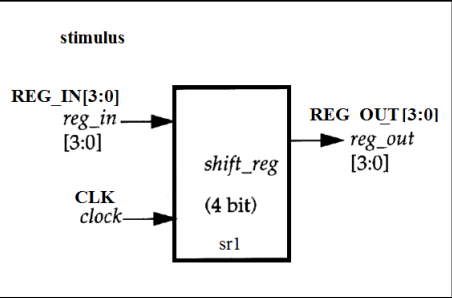 stimulus
REG_IN[3:0]
reg_in
[3:0]
REG_OUT[3:0]
reg_out
[3:0]
shift_reg
(4 bit)
CLK
clock
sr1